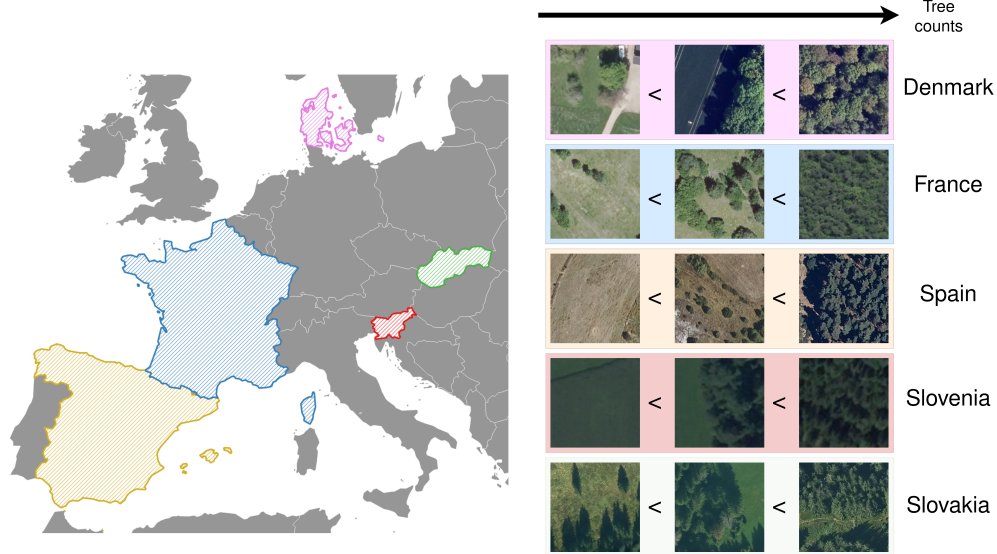 Tree
counts
< < Denmark
< < France
< < Spain
< < Slovenia
< < Slovakia